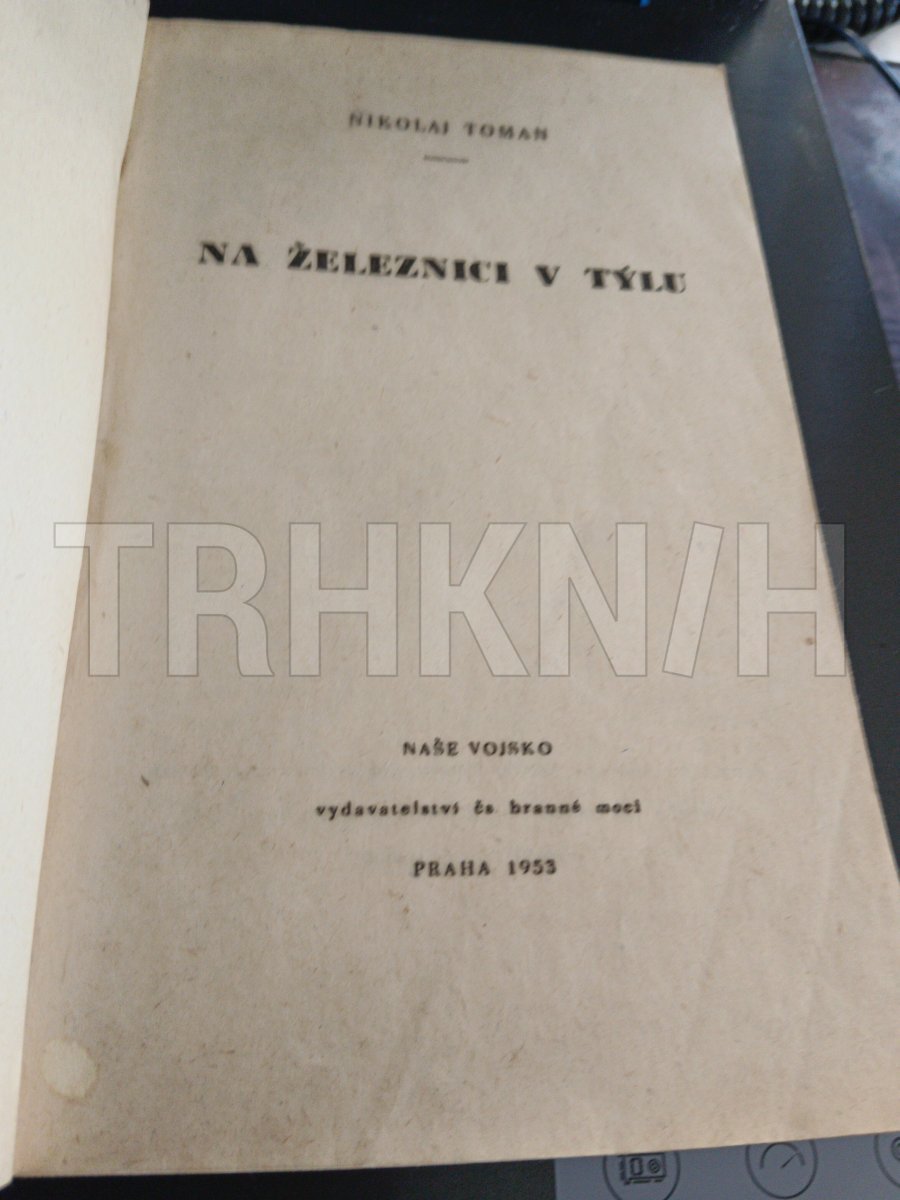 NIKOLAJ TOMAN
NA ŽELEZNICI V TÝLU
TRHKNIH
NAŠE VOJSKO
vydavatelství čs branné moci
PRAHA 1953